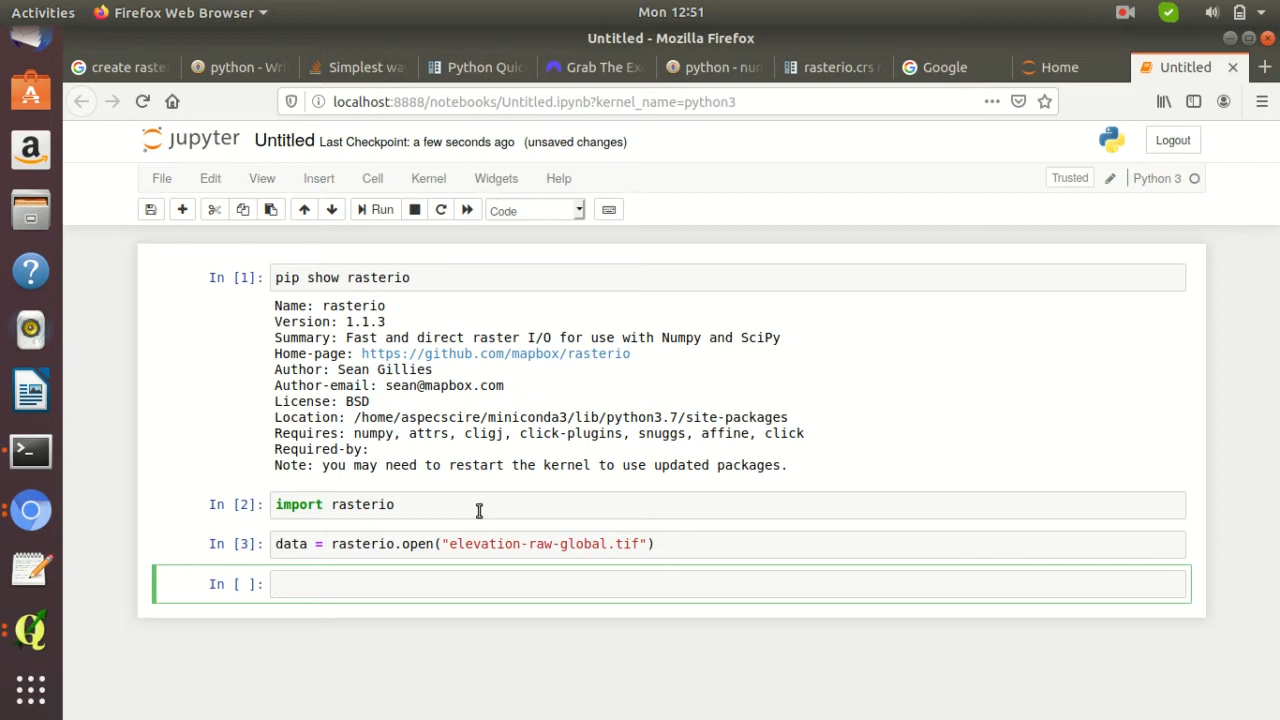 Activities Firefox Web Browser Mon 12:51
Untitled - Mozilla Firefox
create raste python - Wri Simplest wa Python Quic Grab The Exa python - num rasterio.crs m Google Home Untitled
localhost:8888/notebooks/Untitled.ipynb?kernel_name=python3
jupyter Untitled Last Checkpoint: a few seconds ago (unsaved changes) Logout
File Edit View Insert Cell Kernel Widgets Help Trusted Python 3
Run Code
In [1]: pip show rasterio
Name: rasterio
Version: 1.1.3
Summary: Fast and direct raster I/O for use with Numpy and SciPy
Home-page: https://github.com/mapbox/rasterio
Author: Sean Gillies
Author-email: sean@mapbox.com
License: BSD
Location: /home/aspecscire/miniconda3/lib/python3.7/site-packages
Requires: numpy, attrs, cligj, click-plugins, snuggs, affine, click
Required-by:
Note: you may need to restart the kernel to use updated packages.
In [2]: import rasterio
In [3]: data = rasterio.open("elevation-raw-global.tif")
In [ ]: